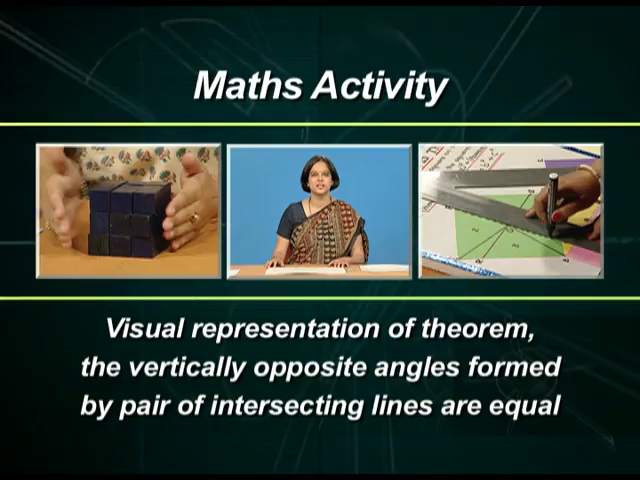 Maths Activity
Visual representation of theorem,
the vertically opposite angles formed
by pair of intersecting lines are equal